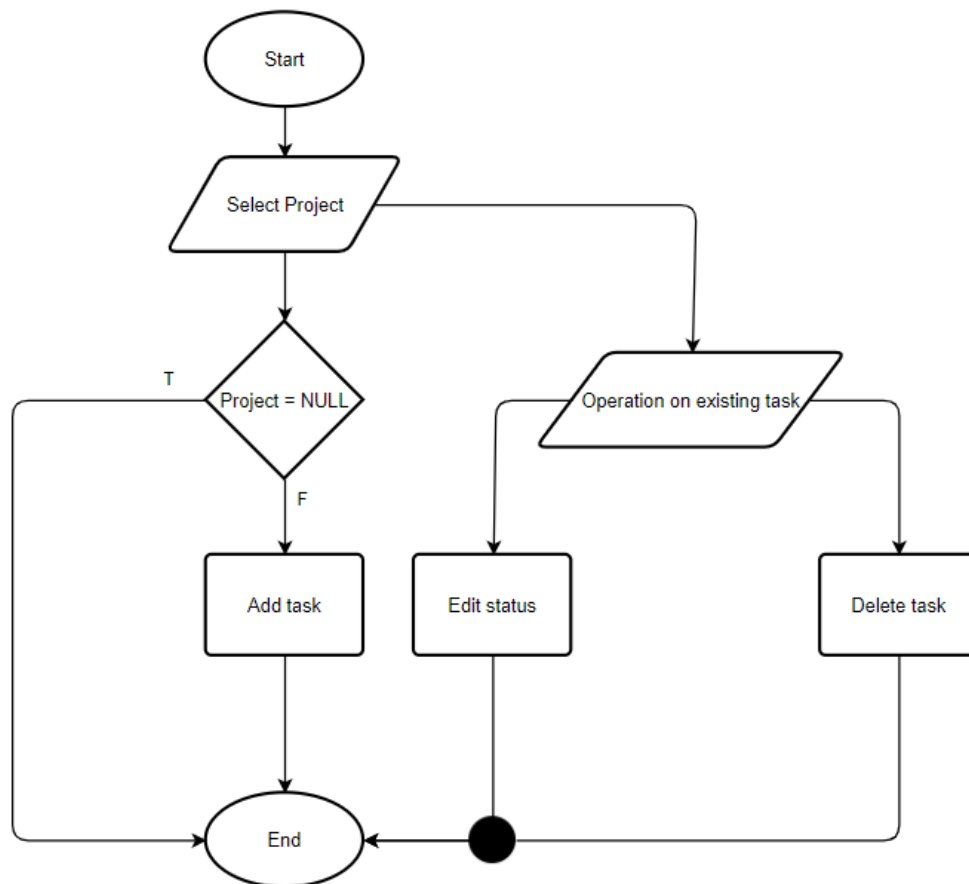 Start
Select Project
T
Project = NULL
Operation on existing task
F
Add task
Edit status
Delete task
End